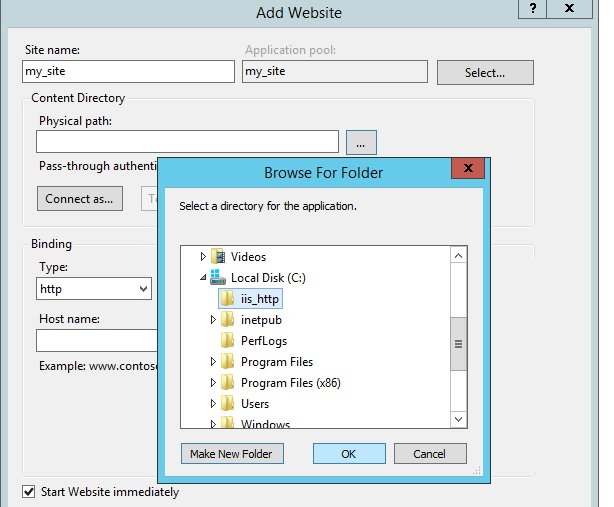 Add Website
? x
Site name:
Application pool:
my_site
my_site
Select...
Content Directory
Physical path:
...
Pass-through authenti
Connect as...
Browse For Folder
x
Select a directory for the application.
Videos
Local Disk (C:)
iis_http
inetpub
PerfLogs
Program Files
Program Files (x86)
Users
Windows
Make New Folder
OK
Cancel
Binding
Type:
http
Host name:
Example: www.contoso
Start Website immediately